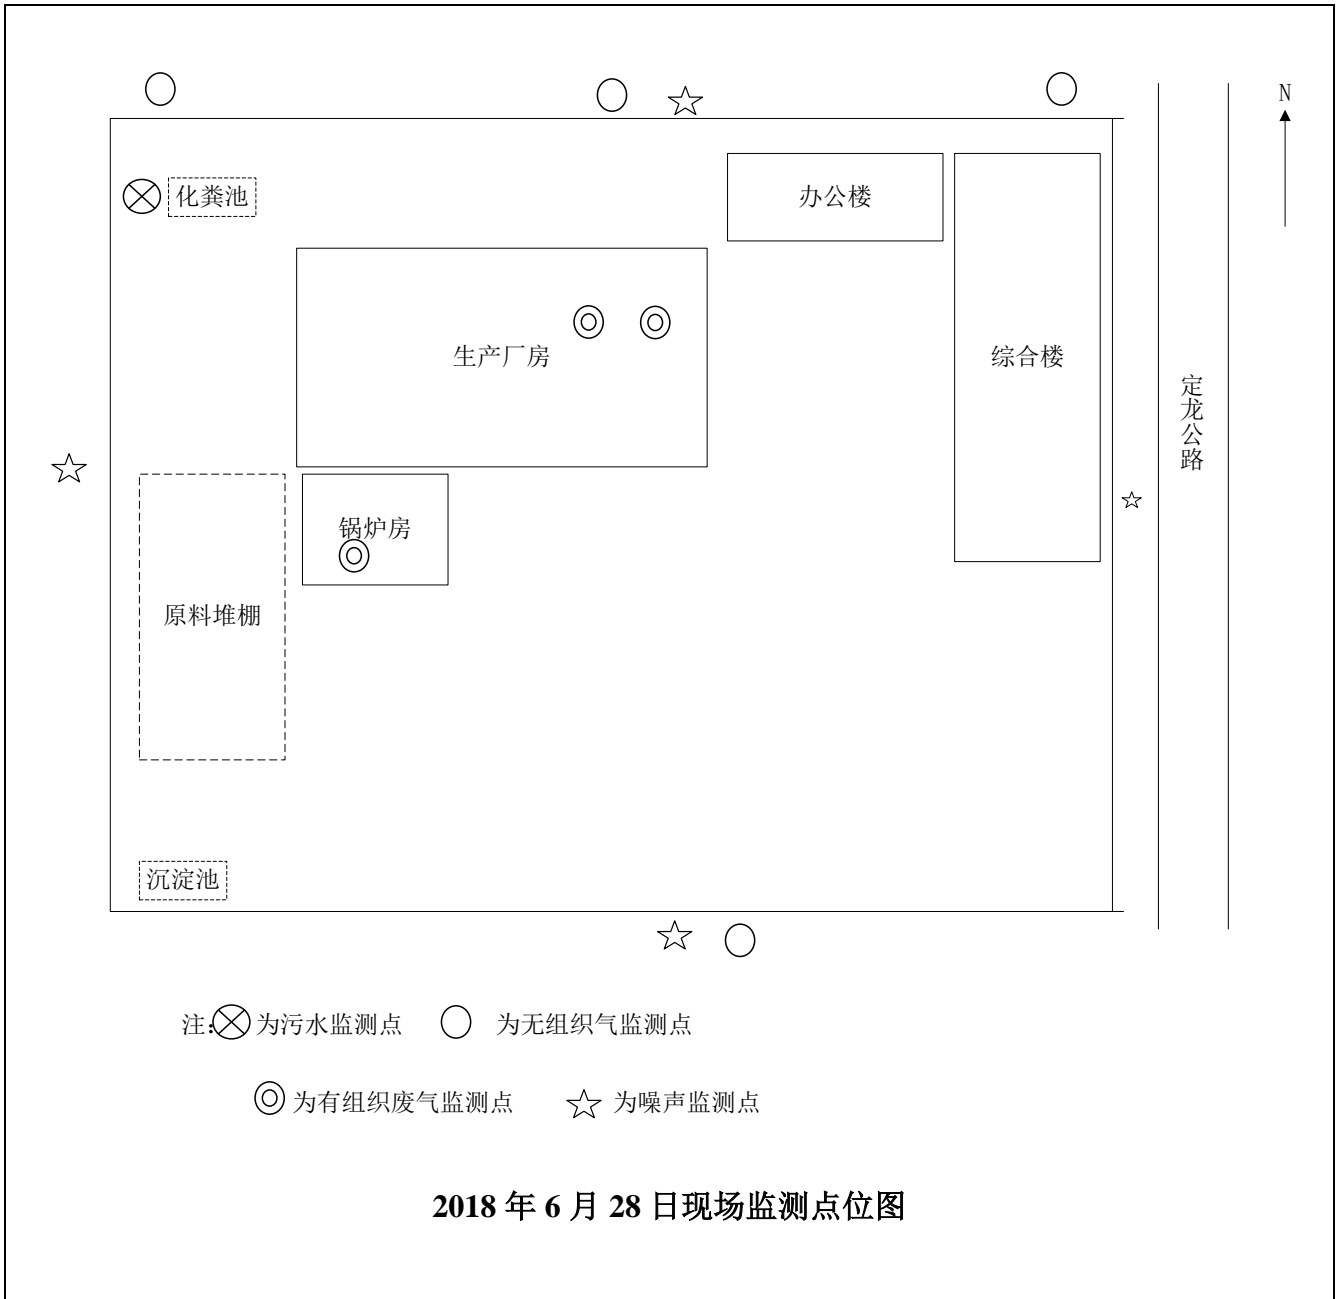 N
化粪池
办公楼
生产厂房
综合楼
定龙公路
锅炉房
原料堆棚
沉淀池
注: 为污水监测点 为无组织气监测点
为有组织废气监测点 为噪声监测点
2018 年 6 月 28 日现场监测点位图